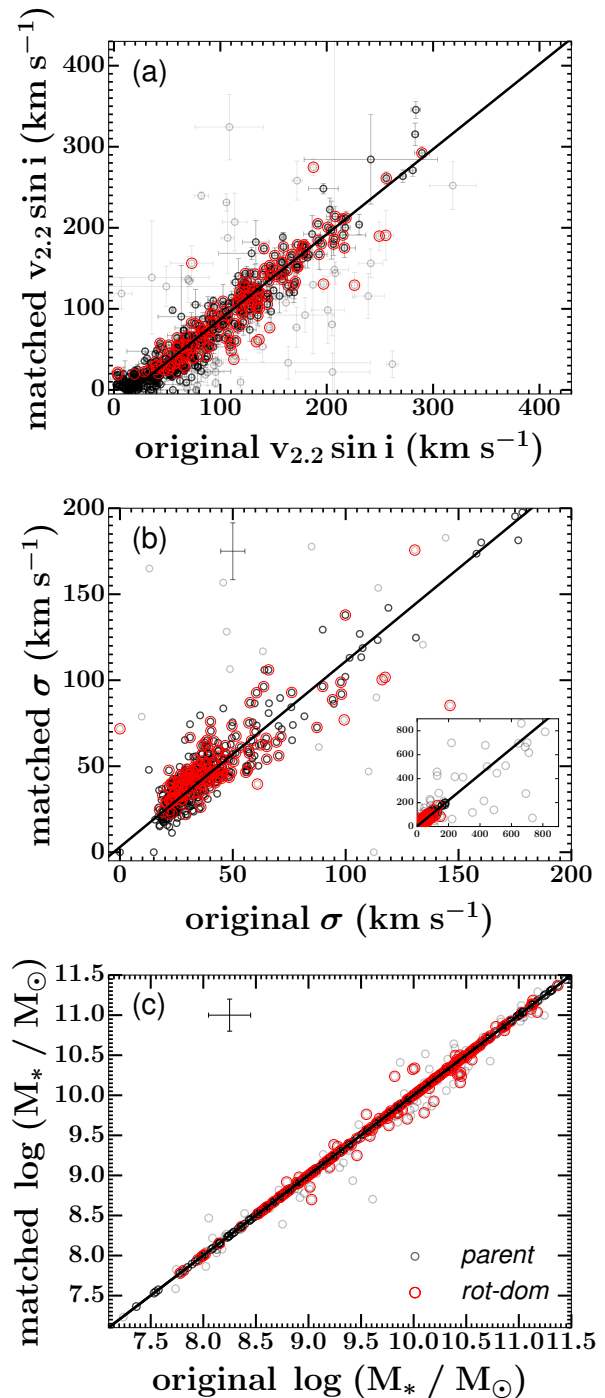 (a)
matched v₂.₂ sin i (km s⁻¹)
400
300
200
100
0
0 100 200 300 400
original v₂.₂ sin i (km s⁻¹)
(b)
matched σ (km s⁻¹)
200
150
100
50
0
800
600
400
200
0
0 200 400 600 800
0 50 100 150 200
original σ (km s⁻¹)
(c)
matched log (M* / M⊙)
11.5
11.0
10.5
10.0
9.5
9.0
8.5
8.0
7.5
parent
rot-dom
7.5 8.0 8.5 9.0 9.5 10.0 10.5 11.0 11.5
original log (M* / M⊙)